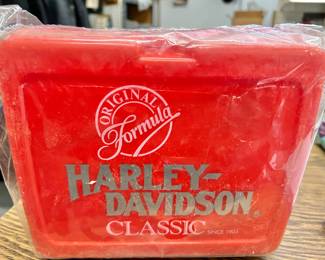 ORIGINAL
Formula
HARLEY-
DAVIDSON®
CLASSIC SINCE 1903